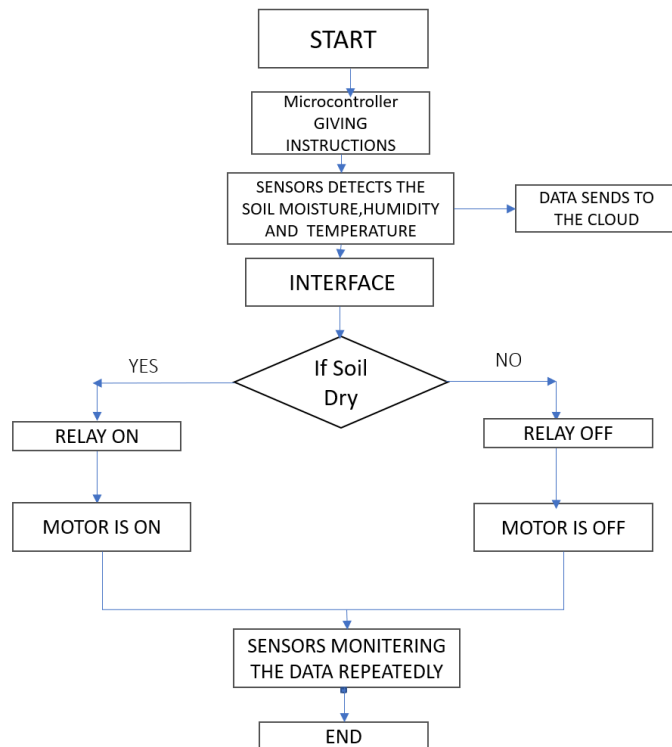 START
Microcontroller
GIVING
INSTRUCTIONS
SENSORS DETECTS THE
SOIL MOISTURE,HUMIDITY
AND TEMPERATURE
DATA SENDS TO
THE CLOUD
INTERFACE
If Soil
Dry
YES
NO
RELAY ON
RELAY OFF
MOTOR IS ON
MOTOR IS OFF
SENSORS MONITERING
THE DATA REPEATEDLY
END